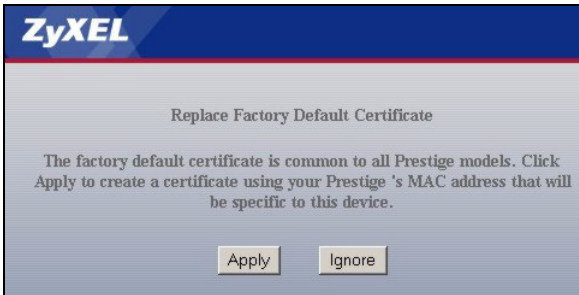 ZyXEL
Replace Factory Default Certificate
The factory default certificate is common to all Prestige models. Click
Apply to create a certificate using your Prestige 's MAC address that will
be specific to this device.
Apply
Ignore